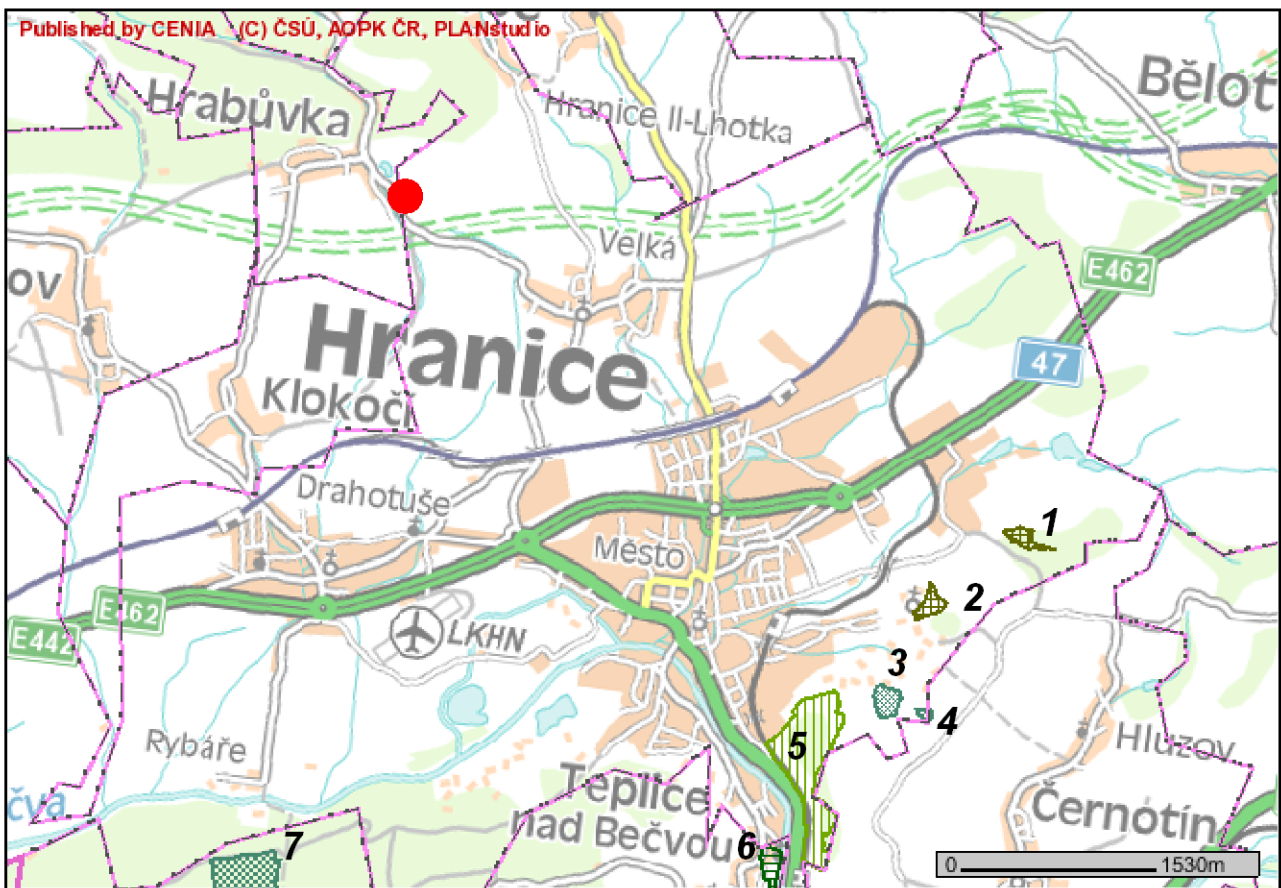 Published by CENIA (C) ČSÚ, AOPK ČR, PLANstudio
Hrabůvka
Hranice II-Lhotka
Bělot
Velká
E462
ov
Hranice
47
Klokočí
Drahotuše
1
Město
2
E462
E442
LKHN
3
4
5
Rybáře
Hluzov
Teplice
nad Bečvou
Černotín
čva
7
6
0 1530m